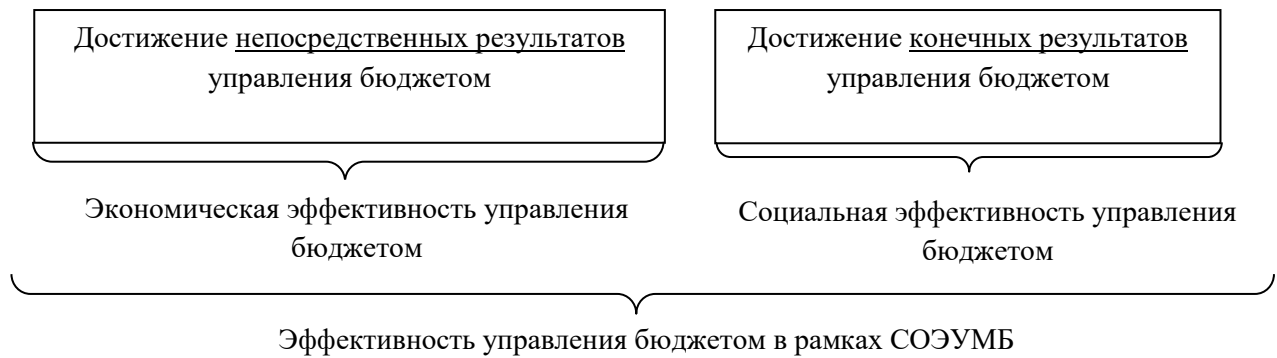 Достижение непосредственных результатов
управления бюджетом
Достижение конечных результатов
управления бюджетом
Экономическая эффективность управления
бюджетом
Социальная эффективность управления
бюджетом
Эффективность управления бюджетом в рамках СОЭУМБ